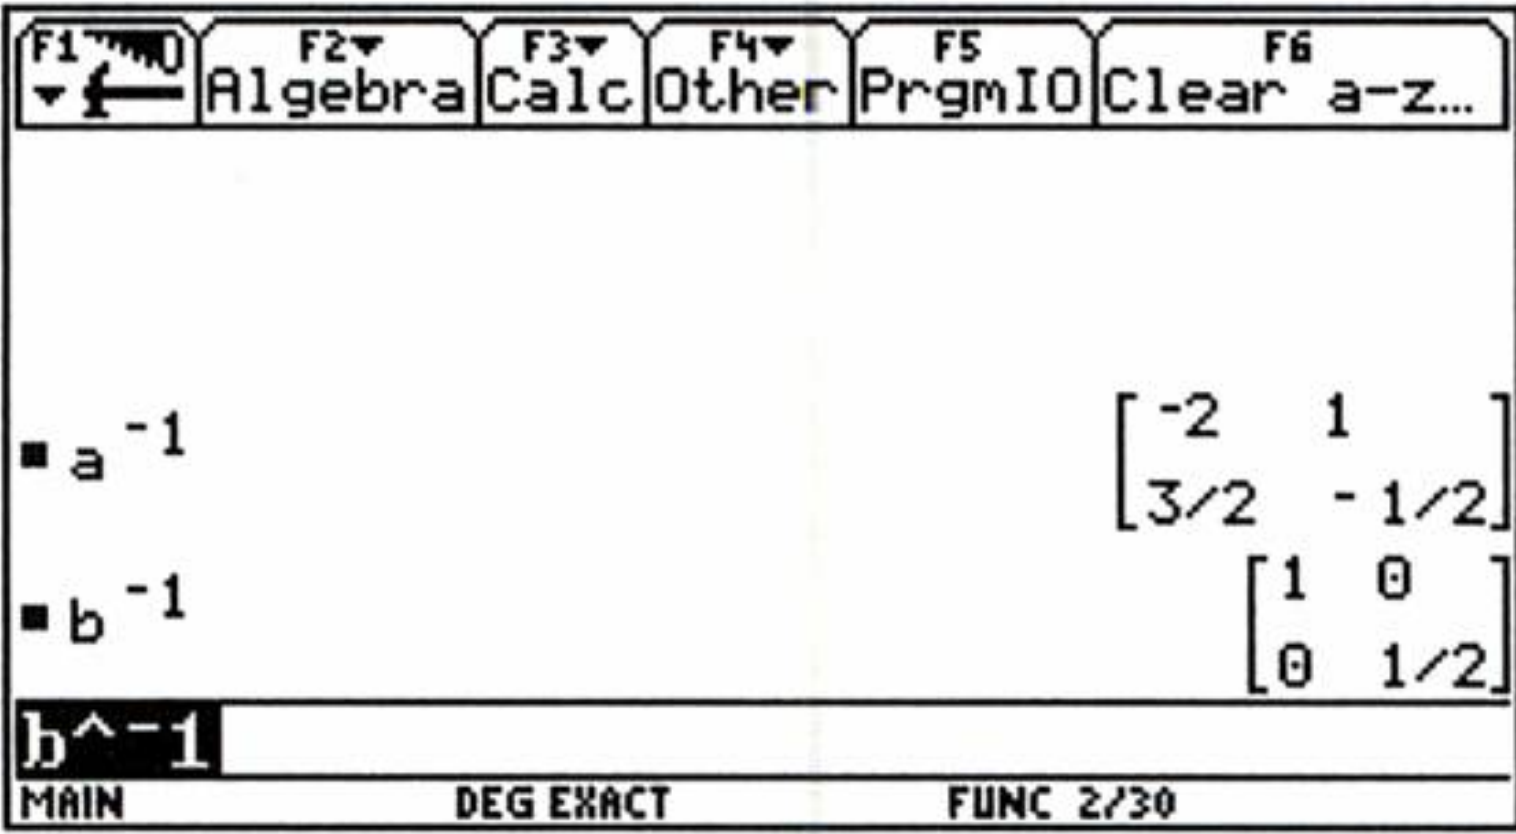 F1 F2 F3 F4 F5 F6
Algebra Calc Other PrgmIO Clear a-z…
a⁻¹ [-2 1
3/2 -1/2]
b⁻¹ [1 0
0 1/2]
b^-1
MAIN DEG EXACT FUNC 2/30